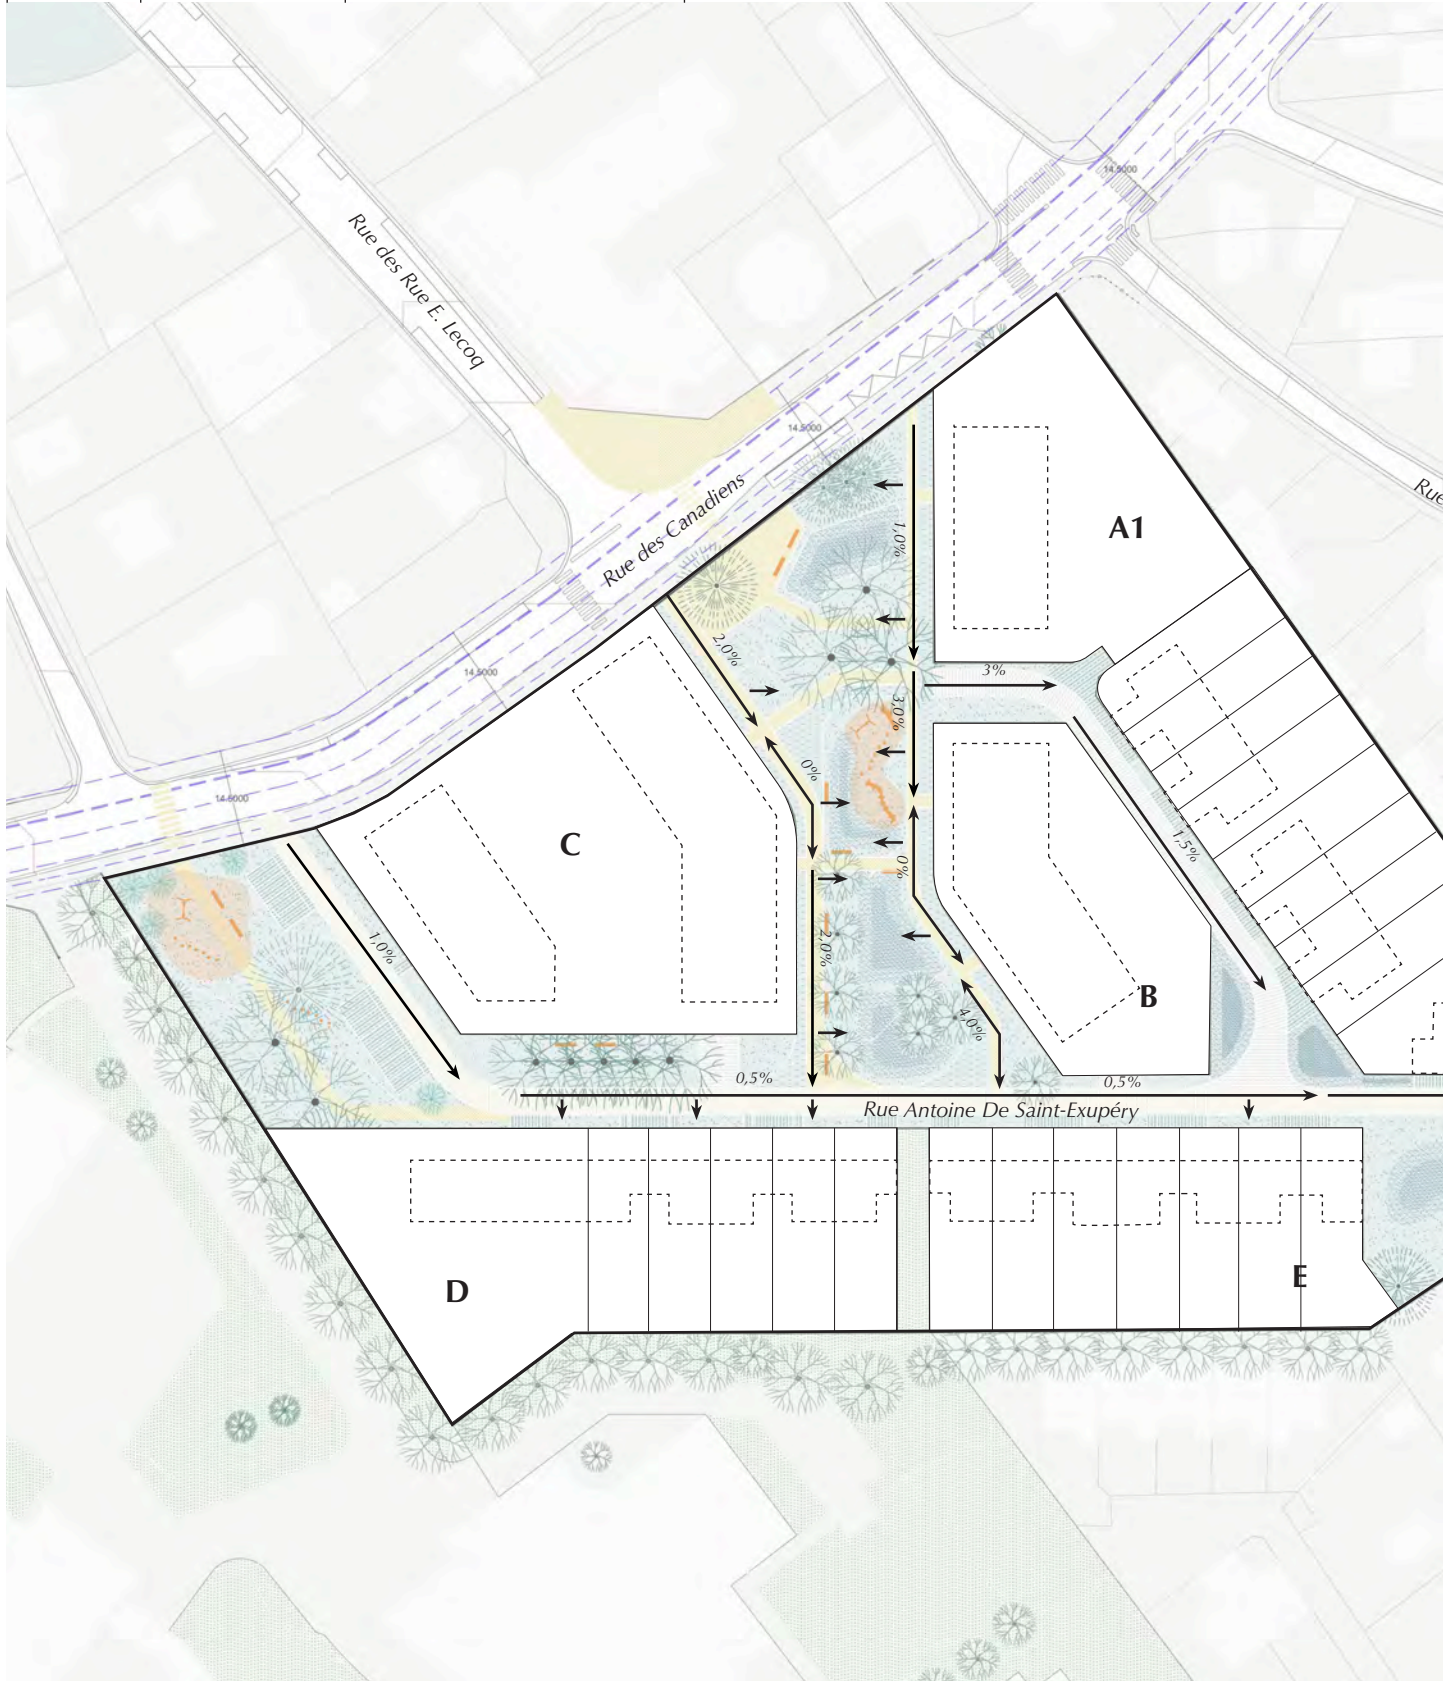 14.5000
Rue des Rue E. Lecoq
14.5000
Rue des Canadiens
Rue
A1
1,0%
2,0%
14.5000
3%
3,0%
0%
14.5000
C
1,5%
0%
1,0%
2,0%
B
4,0%
0,5%
0,5%
Rue Antoine De Saint-Exupéry
D
E